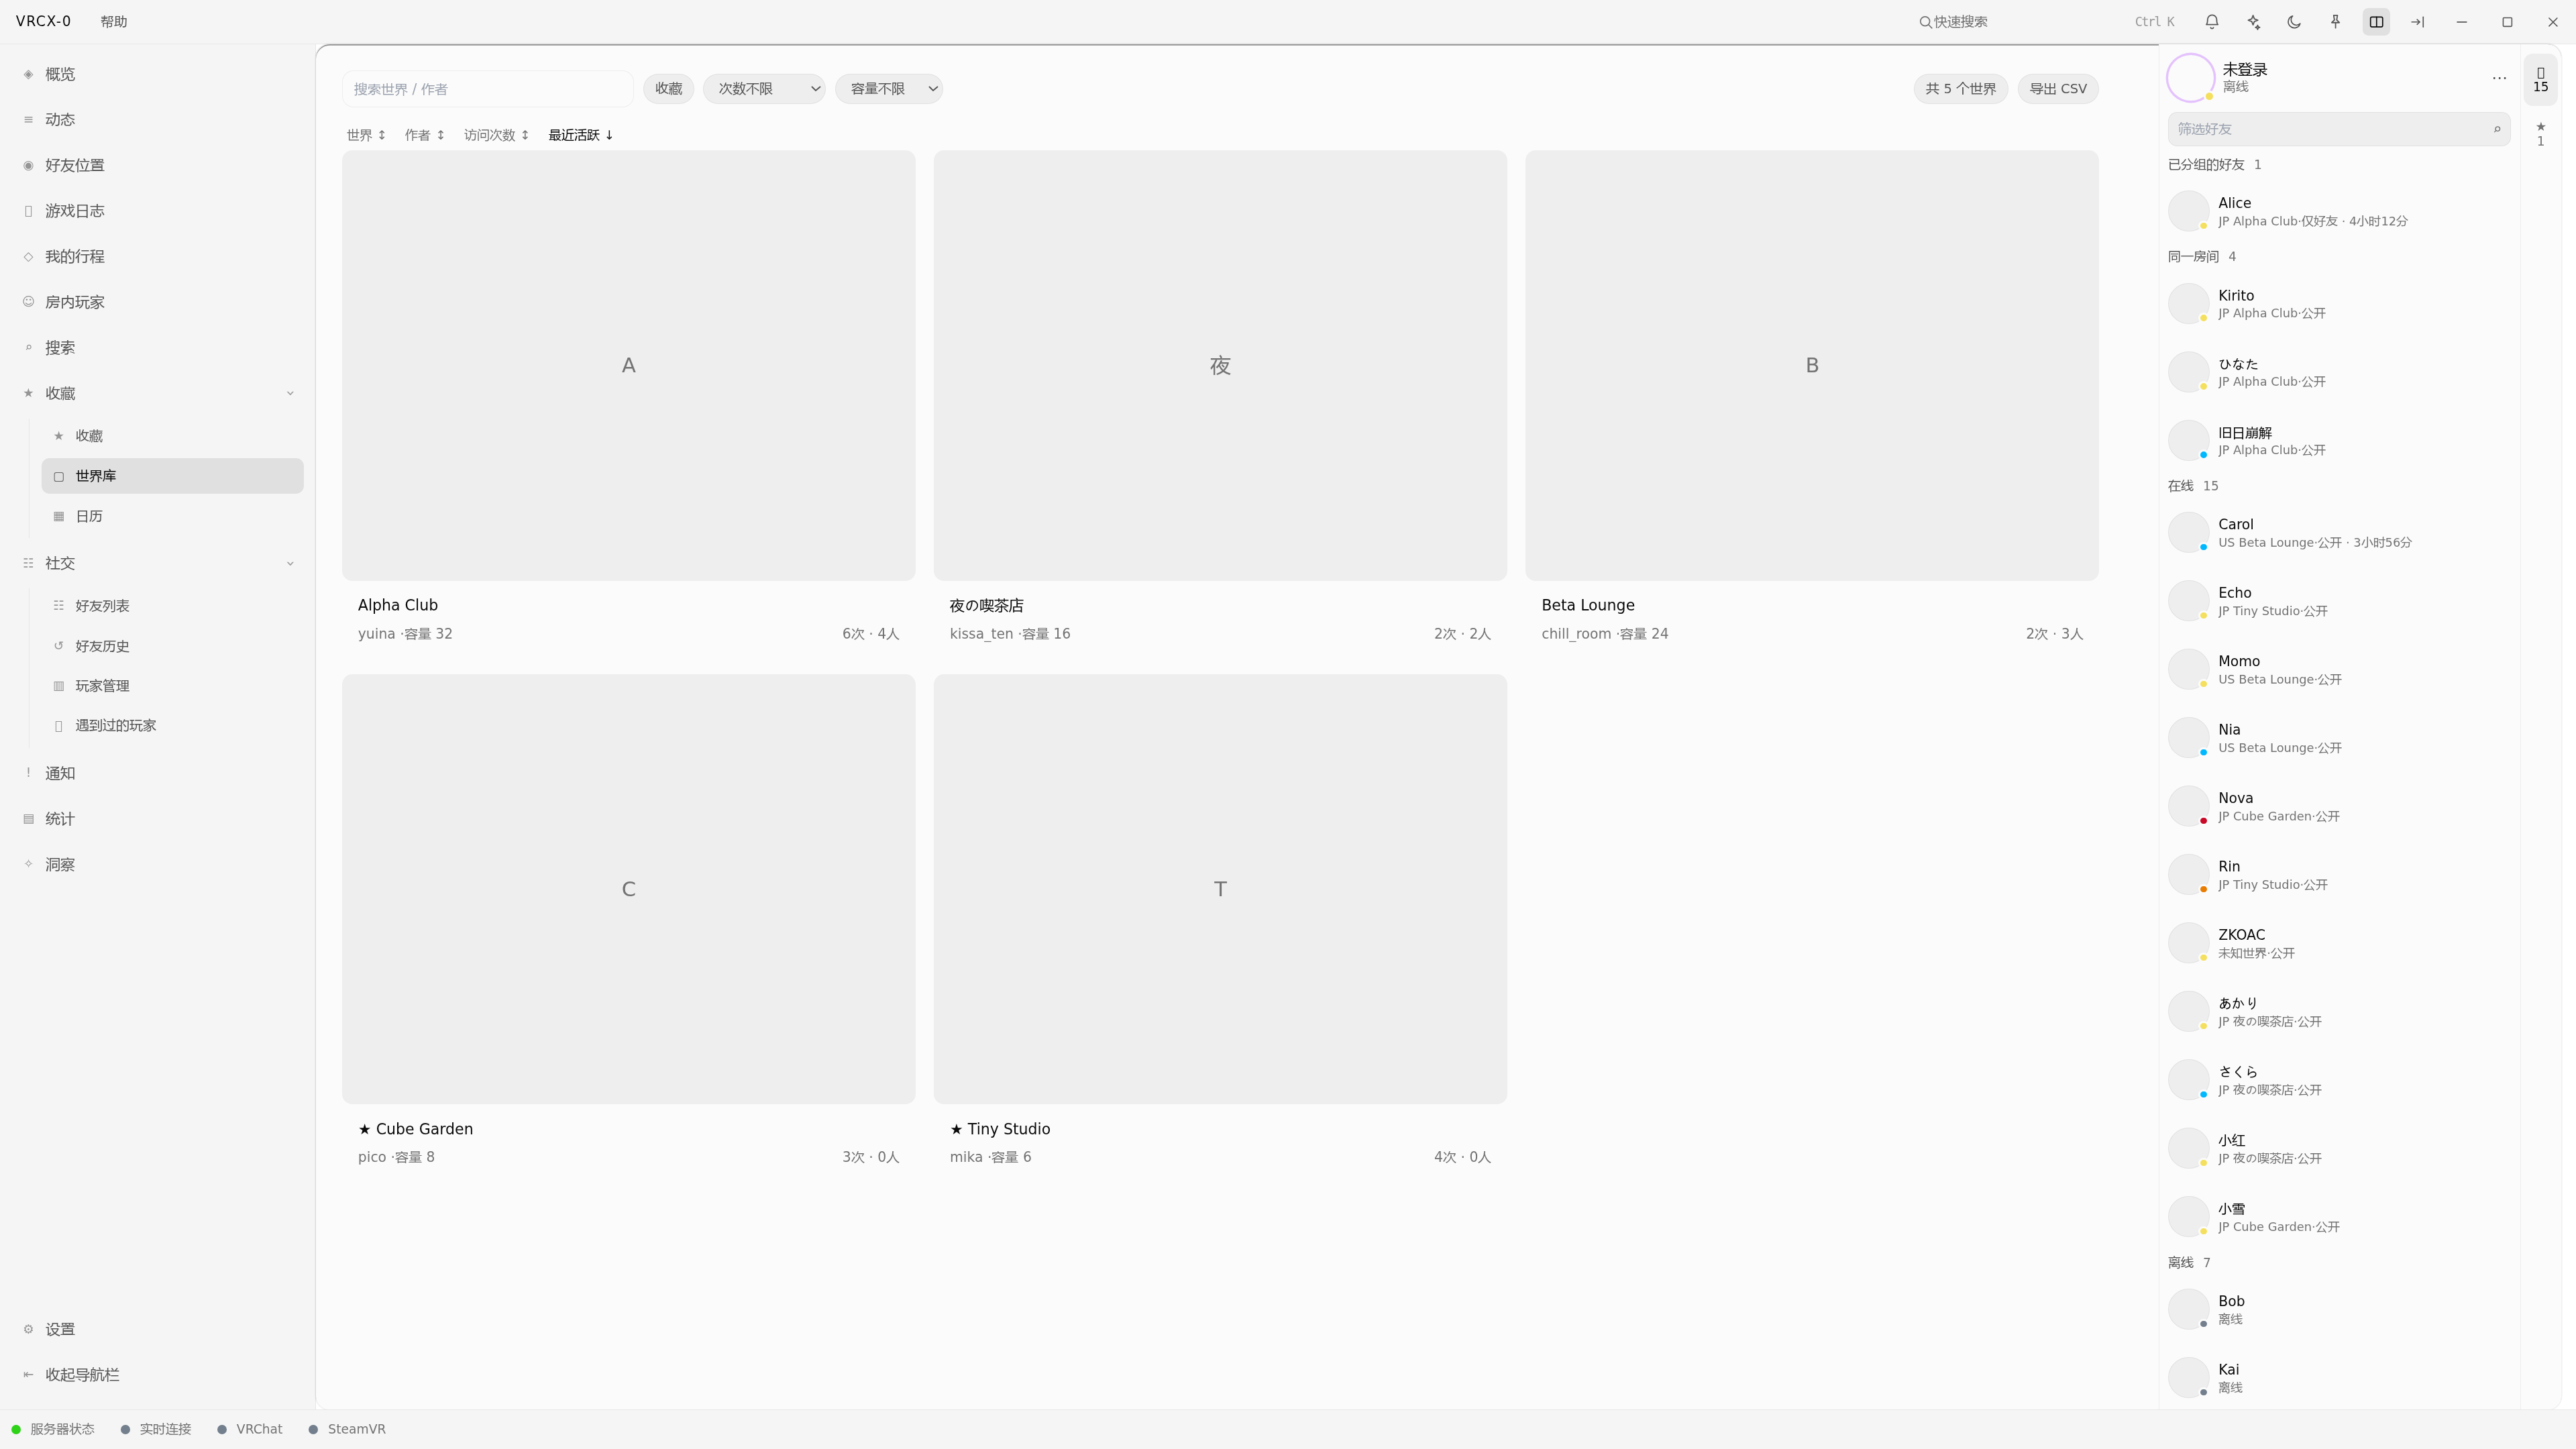 VRCX-0 帮助 快速搜索 Ctrl K
概览
动态
好友位置
游戏日志
我的行程
房内玩家
搜索
收藏
收藏
世界库
日历
社交
好友列表
好友历史
玩家管理
遇到过的玩家
通知
统计
洞察
设置
收起导航栏
搜索世界 / 作者 收藏 次数不限 容量不限 共 5 个世界 导出 CSV
世界 ↕ 作者 ↕ 访问次数 ↕ 最近活跃 ↓
A
Alpha Club
yuina ·容量 32 6次 · 4人
夜
夜の喫茶店
kissa_ten ·容量 16 2次 · 2人
B
Beta Lounge
chill_room ·容量 24 2次 · 3人
C
★ Cube Garden
pico ·容量 8 3次 · 0人
T
★ Tiny Studio
mika ·容量 6 4次 · 0人
未登录
离线
…
筛选好友
已分组的好友 1
Alice
JP Alpha Club·仅好友 · 4小时12分
同一房间 4
Kirito
JP Alpha Club·公开
ひなた
JP Alpha Club·公开
旧日崩解
JP Alpha Club·公开
在线 15
Carol
US Beta Lounge·公开 · 3小时56分
Echo
JP Tiny Studio·公开
Momo
US Beta Lounge·公开
Nia
US Beta Lounge·公开
Nova
JP Cube Garden·公开
Rin
JP Tiny Studio·公开
ZKOAC
未知世界·公开
あかり
JP 夜の喫茶店·公开
さくら
JP 夜の喫茶店·公开
小红
JP 夜の喫茶店·公开
小雪
JP Cube Garden·公开
离线 7
Bob
离线
Kai
离线
15
★
1
服务器状态 实时连接 VRChat SteamVR